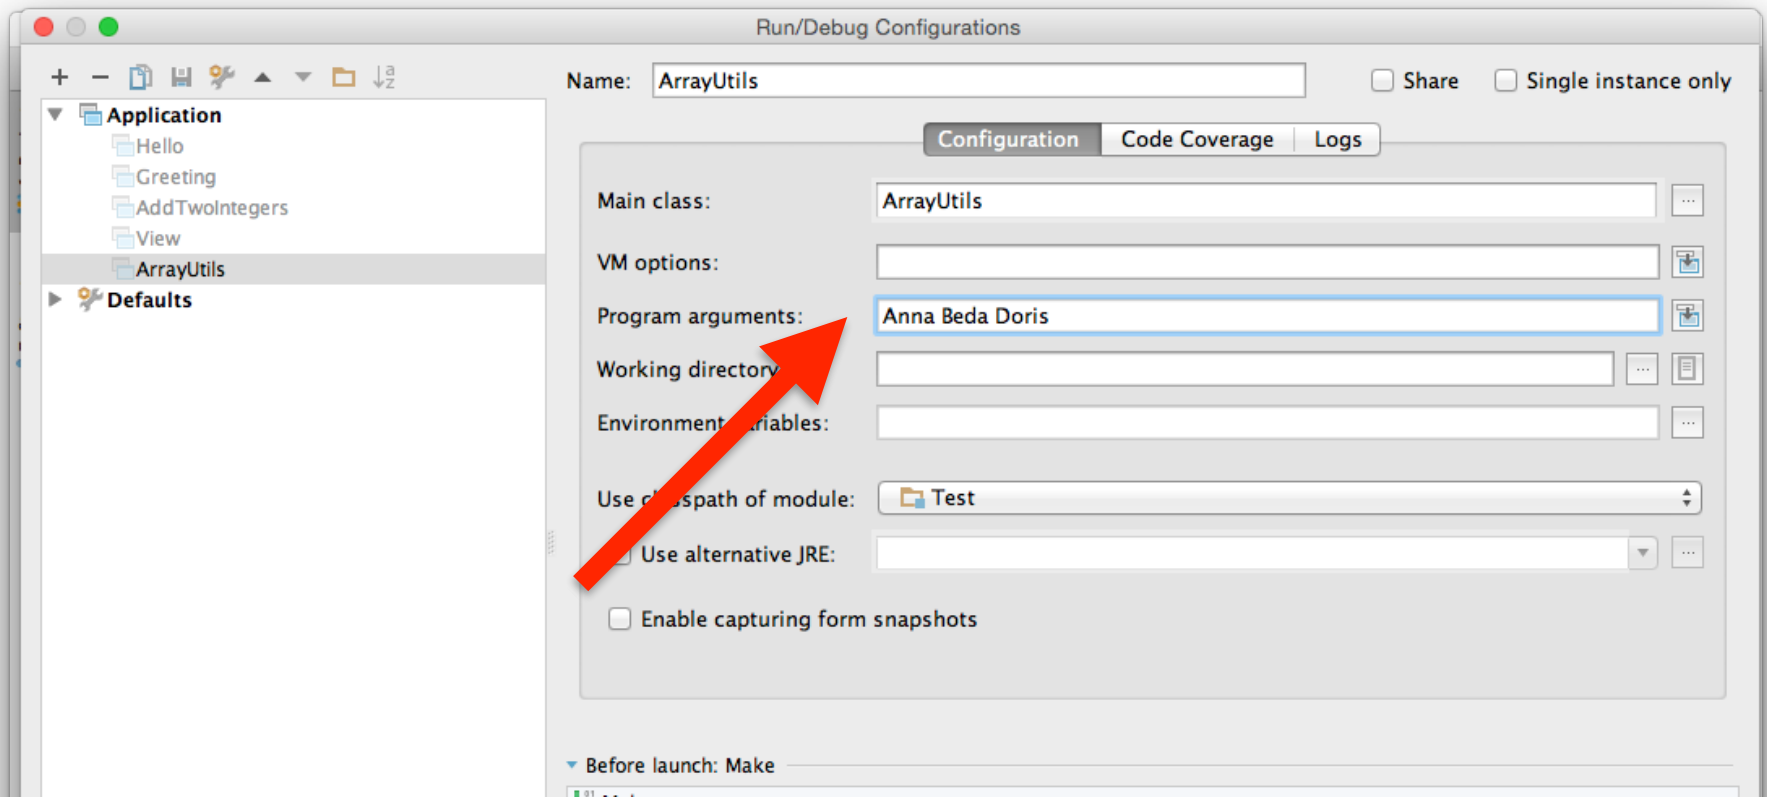 Run/Debug Configurations
Name: ArrayUtils Share Single instance only
Application
Hello
Greeting
AddTwoIntegers
View
ArrayUtils
Defaults
Configuration Code Coverage Logs
Main class: ArrayUtils
VM options:
Program arguments: Anna Beda Doris
Working directory
Environment
Use classpath of module: Test
Use alternative JRE:
Enable capturing form snapshots
Before launch: Make